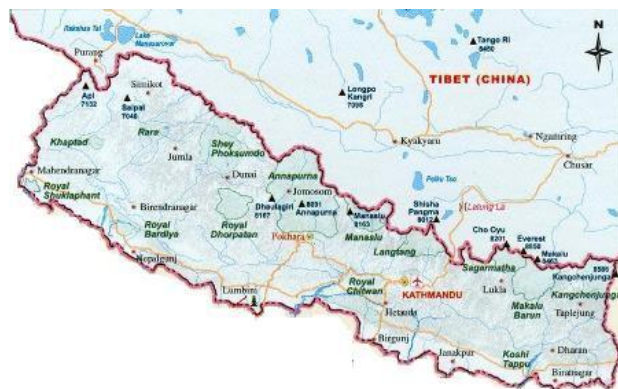 Rakshas Tal
Lake
Manasarovar
Purang
N
Tango Ri
6450
TIBET (CHINA)
Api
7132
Simikot
Saipal
7046
Longpo
Kangri
7095
Khaptad
Rara
Jumla
Shey
Phoksumdo
Kyakyaru
Ngamring
Chusar
Mahendranagar
Royal
Shuklaphant
Dunai
Annapurna
Jomosom
Peiku Tso
Birendranagar
Dhaulagiri
8167
8091
Annapurna
Manaslu
8163
Shisha
Pangma
8012
Lalung La
Royal
Bardiya
Royal
Dhorpatan
Pokhara
Manaslu
Cho Oyu
8201
Everest
8850
Makalu
8463
8586
Kangchenjunga
Nepalgunj
Langtang
Sagarmatha
Lumbini
Royal
Chitwan
KATHMANDU
Lukla
Makalu
Barun
Kangchenjunga
Taplejung
Hetauda
Birgunj
Janakpur
Koshi
Tappu
Dharan
Biratnagar